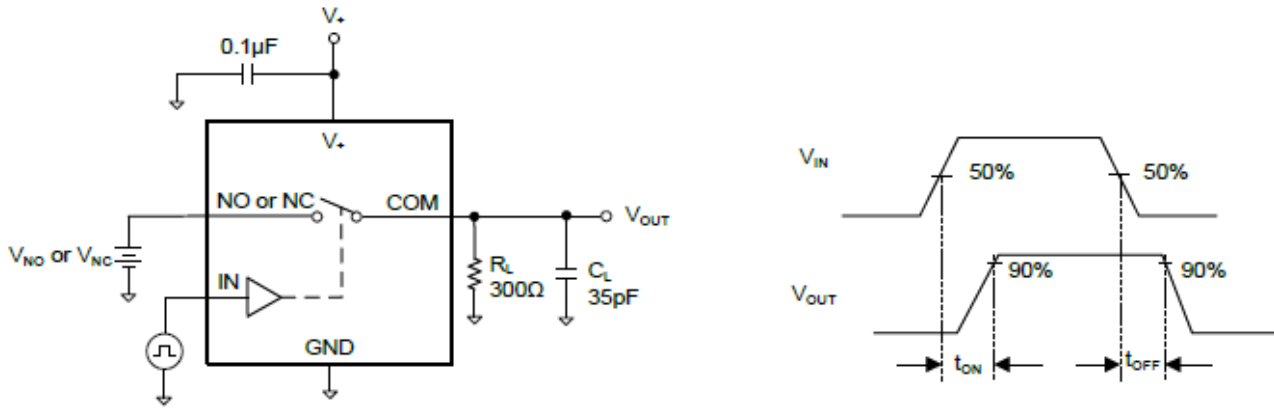 V+
0.1µF
V+
NO or NC
COM
VOUT
VNO or VNC
IN
RL
300Ω
CL
35pF
GND
VIN
50%
50%
VOUT
90%
90%
tON
tOFF